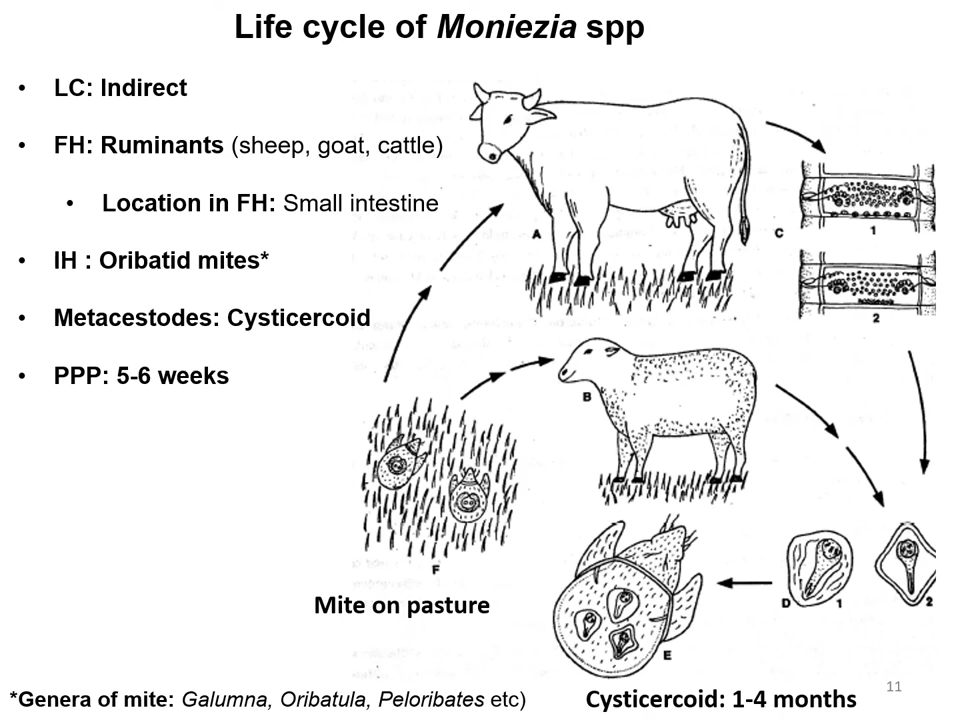 Life cycle of Moniezia spp
• LC: Indirect
• FH: Ruminants (sheep, goat, cattle)
• Location in FH: Small intestine
• IH : Oribatid mites*
• Metacestodes: Cysticercoid
• PPP: 5-6 weeks
A
C
1
2
B
F
D
1
2
E
Mite on pasture
*Genera of mite: Galumna, Oribatula, Peloribates etc)
Cysticercoid: 1-4 months
11